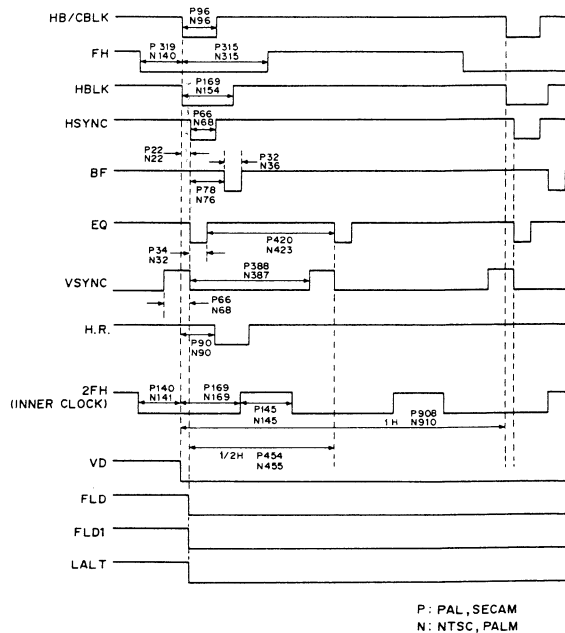 HB/CBLK
P96
N96
FH
P 319
N140
P315
N315
HBLK
P169
N154
HSYNC
P66
N68
P22
N22
P32
N36
BF
P78
N76
EQ
P420
N423
P34
N32
P388
N387
VSYNC
P66
N68
H.R.
P90
N90
2FH
(INNER CLOCK)
P140
N141
P169
N169
P145
N145
P908
N910
1H
1/2H
P454
N455
VD
FLD
FLD1
LALT
P: PAL, SECAM
N: NTSC, PALM